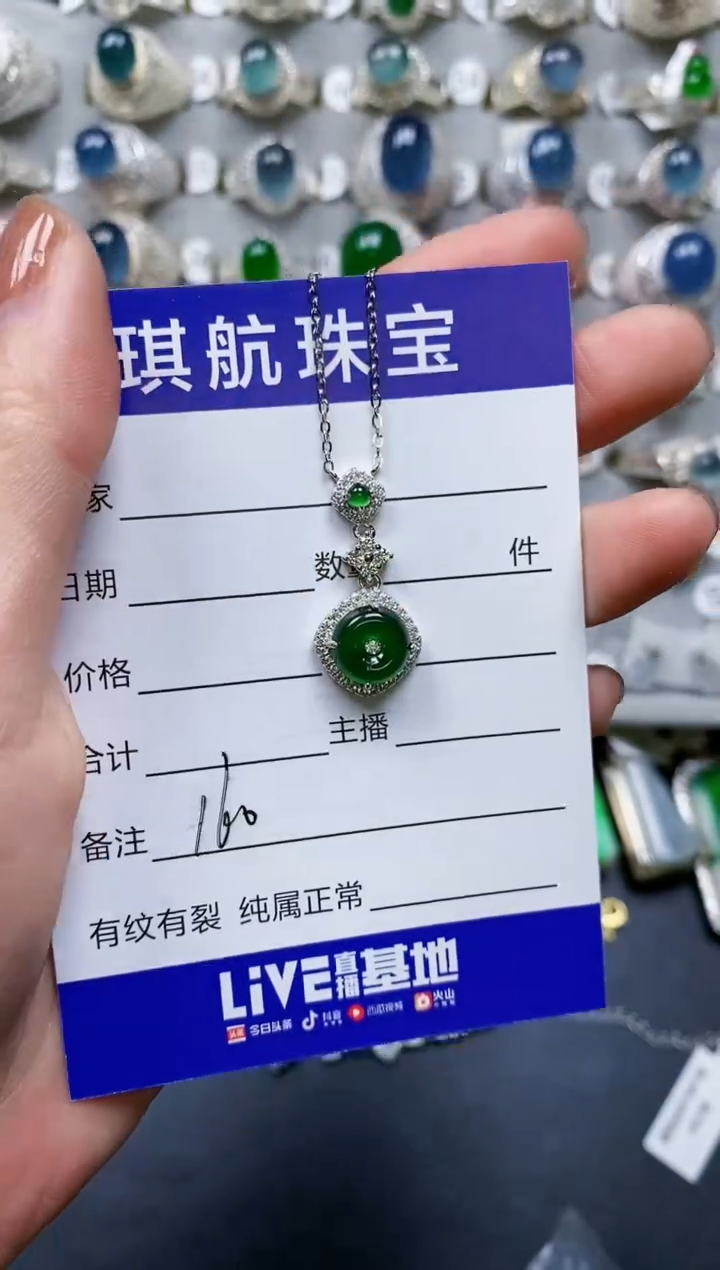 琪航珠宝
家
日期 数 件
价格
合计 主播
备注 160
有纹有裂 纯属正常
LiVE直播基地
头条 今日头条 抖音 西瓜视频 火山